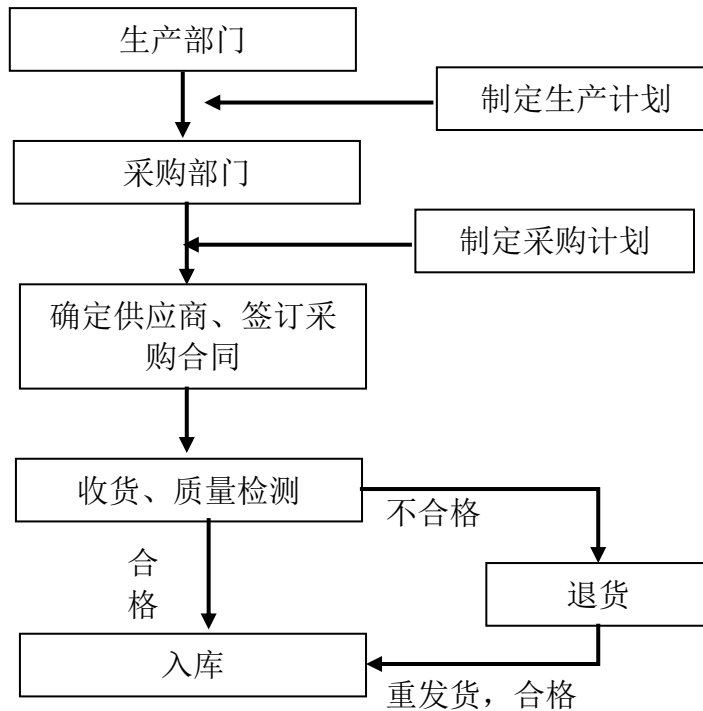 生产部门
制定生产计划
采购部门
制定采购计划
确定供应商、签订采
购合同
收货、质量检测
不合格
合
格
退货
入库
重发货，合格